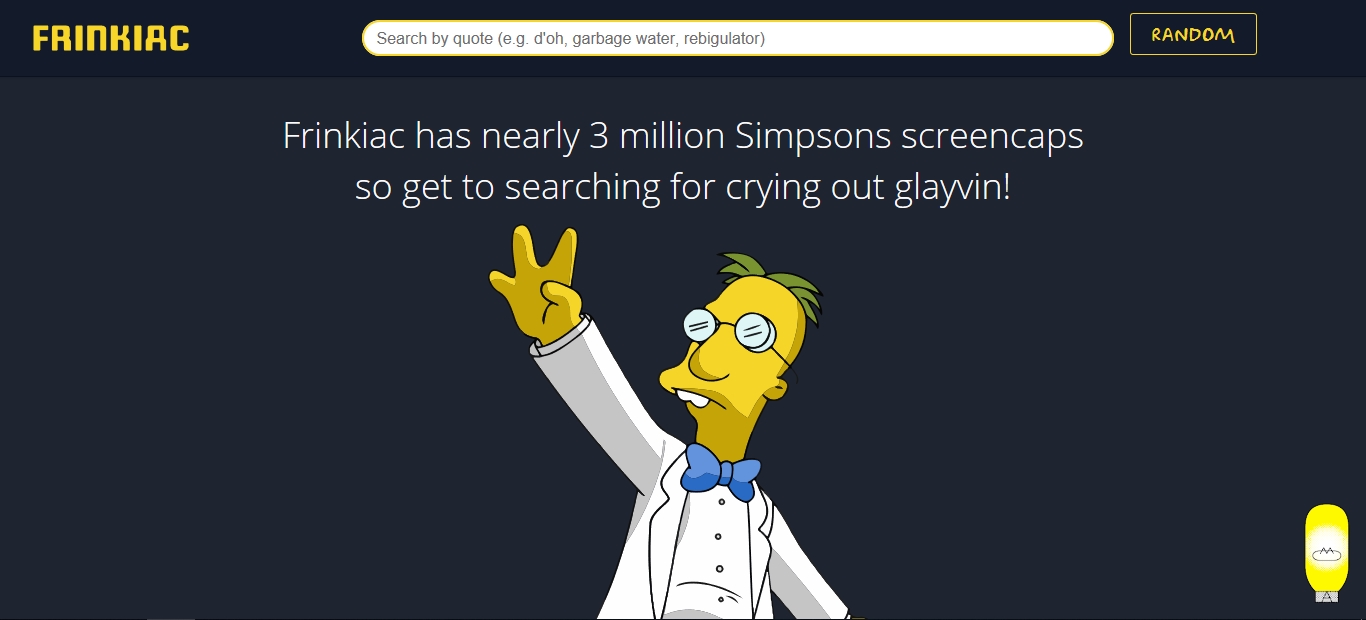 FRINKIAC
Search by quote (e.g. d'oh, garbage water, rebigulator)
RANDOM
Frinkiac has nearly 3 million Simpsons screencaps
so get to searching for crying out glayvin!